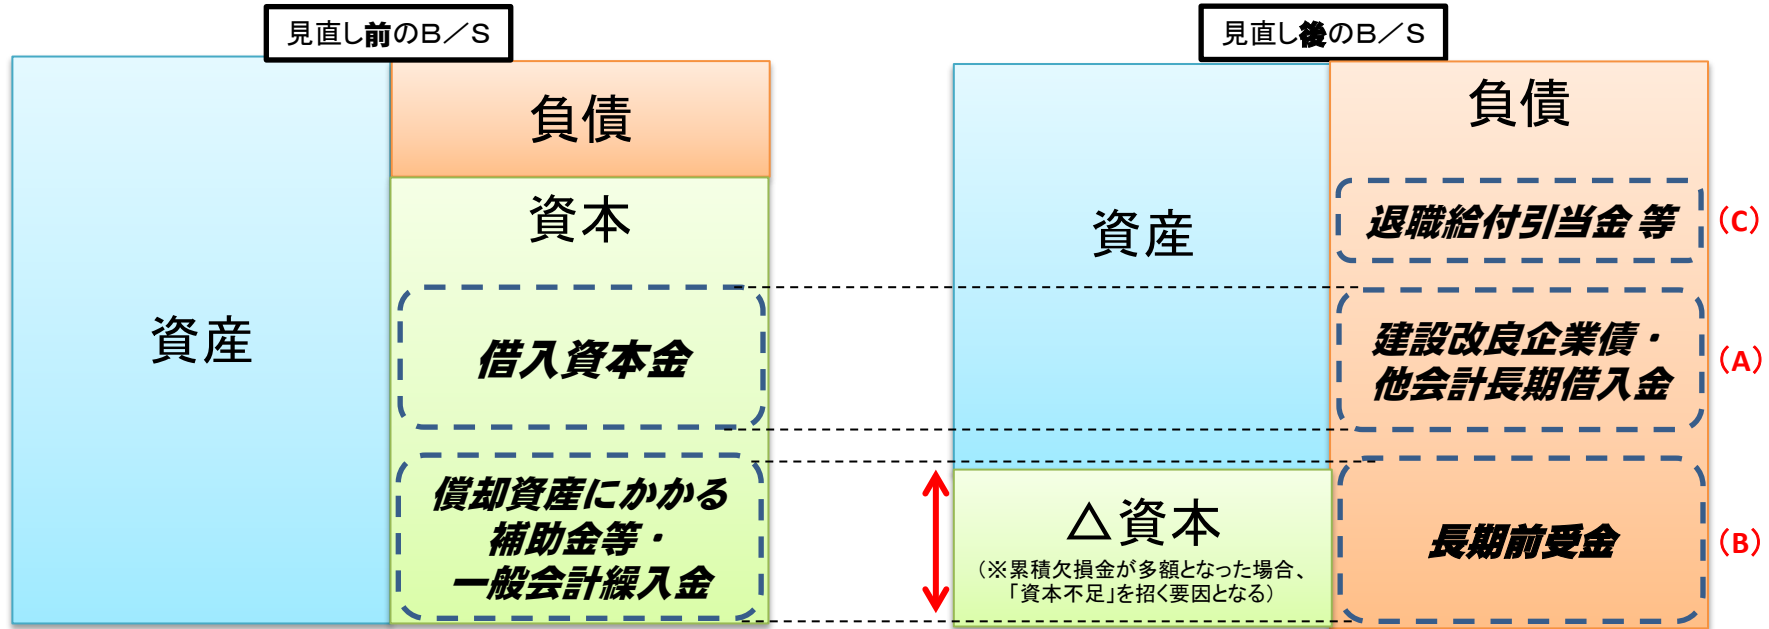 見直し前のB/S
負債
資本
資産
借入資本金
償却資産にかかる
補助金等・
一般会計繰入金
見直し後のB/S
負債
資産
退職給付引当金 等
(C)
建設改良企業債・
他会計長期借入金
(A)
△資本
(※累積欠損金が多額となった場合、
「資本不足」を招く要因となる)
長期前受金
(B)